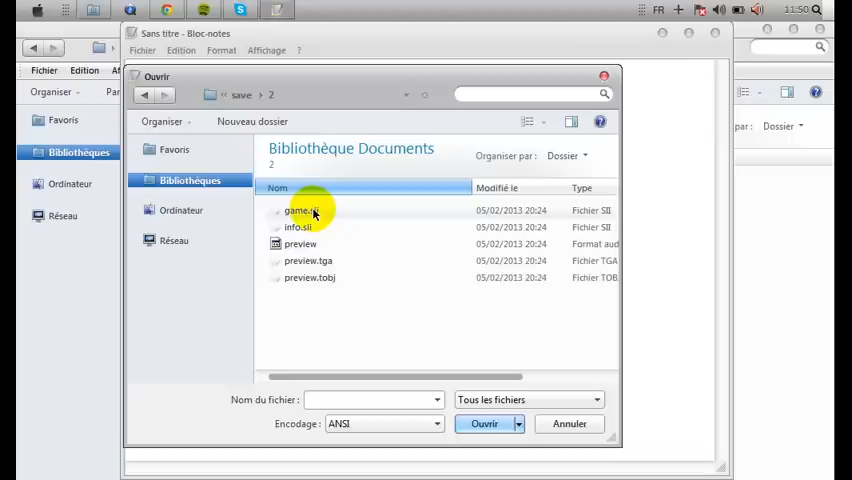 FR
11:50
Sans titre - Bloc-notes
Fichier Edition Format Affichage ?
Fichier Edition Af
Organiser Par
Favoris
Bibliothèques
Ordinateur
Réseau
par : Dossier
Ouvrir
« save 2
Organiser Nouveau dossier
Favoris
Bibliothèques
Ordinateur
Réseau
Bibliothèque Documents
2
Organiser par : Dossier
Nom Modifié le Type
game.sii 05/02/2013 20:24 Fichier SII
info.sii 05/02/2013 20:24 Fichier SII
preview 05/02/2013 20:24 Format aud
preview.tga 05/02/2013 20:24 Fichier TGA
preview.tobj 05/02/2013 20:24 Fichier TOB
Nom du fichier : Tous les fichiers
Encodage : ANSI Ouvrir Annuler